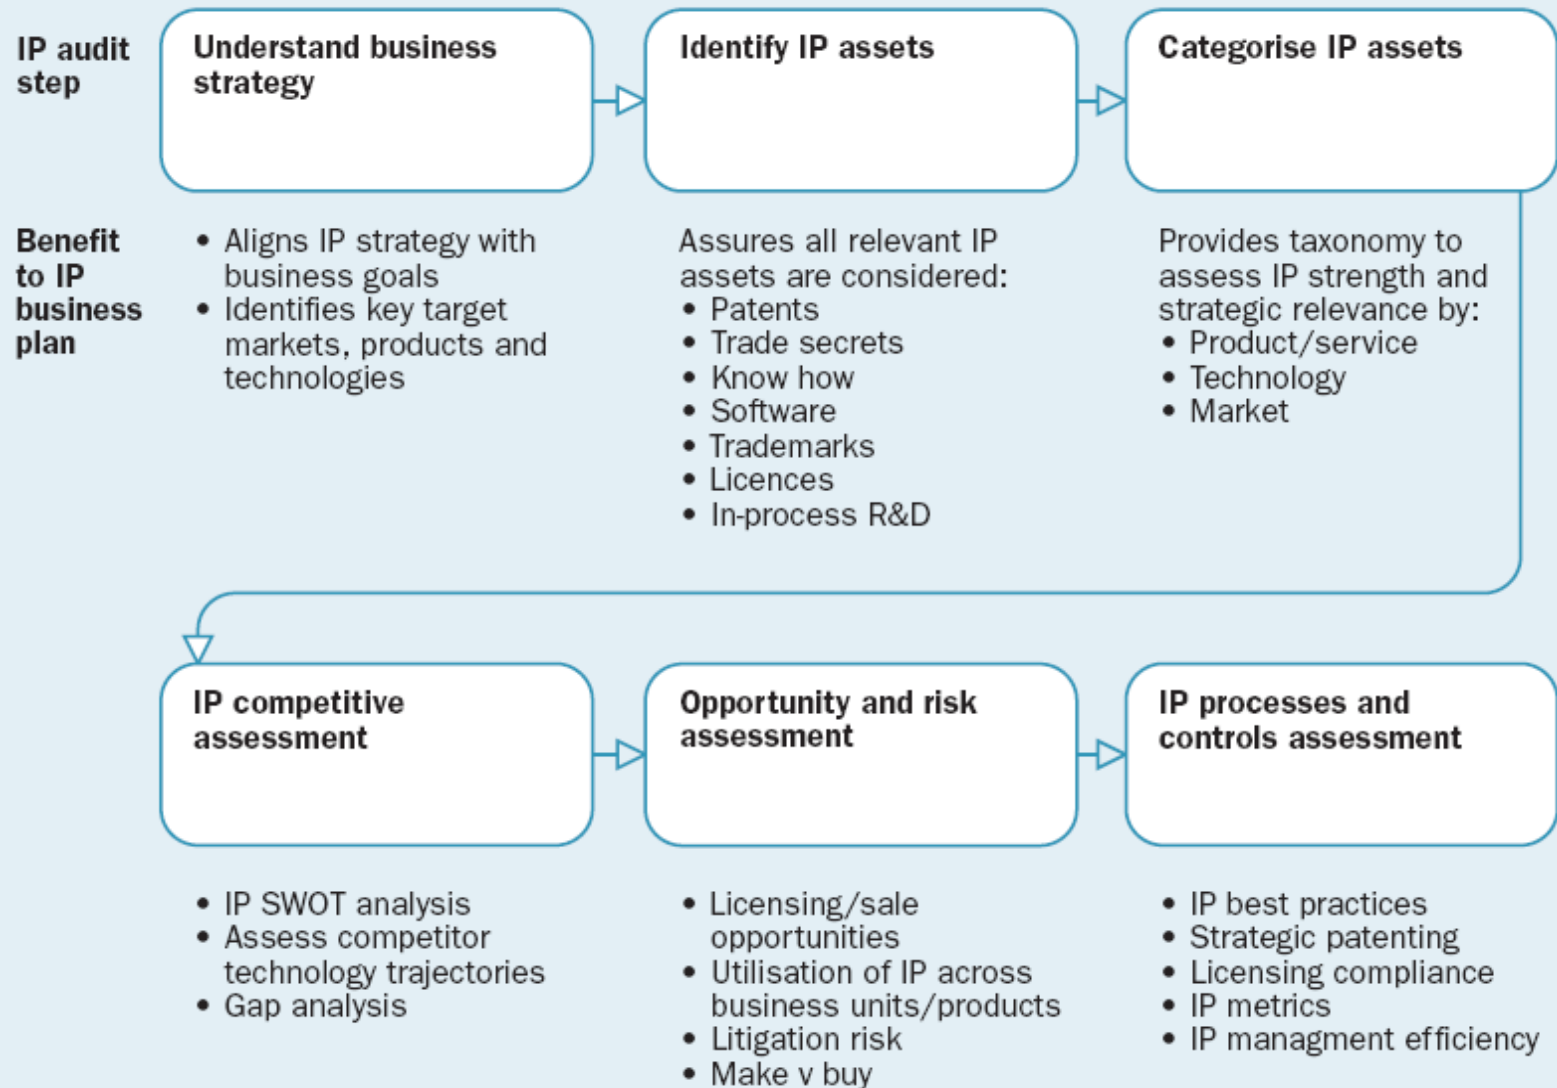 IP audit
step
Understand business
strategy
Identify IP assets
Categorise IP assets
Benefit
to IP
business
plan
• Aligns IP strategy with
business goals
• Identifies key target
markets, products and
technologies
Assures all relevant IP
assets are considered:
• Patents
• Trade secrets
• Know how
• Software
• Trademarks
• Licences
• In-process R&D
Provides taxonomy to
assess IP strength and
strategic relevance by:
• Product/service
• Technology
• Market
IP competitive
assessment
Opportunity and risk
assessment
IP processes and
controls assessment
• IP SWOT analysis
• Assess competitor
technology trajectories
• Gap analysis
• Licensing/sale
opportunities
• Utilisation of IP across
business units/products
• Litigation risk
• Make v buy
• IP best practices
• Strategic patenting
• Licensing compliance
• IP metrics
• IP managment efficiency